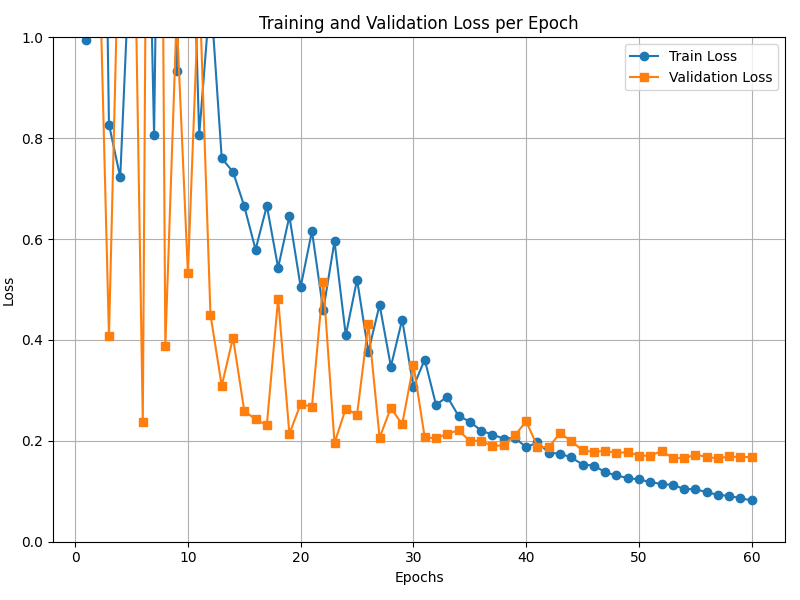 Training and Validation Loss per Epoch
Train Loss
Validation Loss
1.0
0.8
0.6
0.4
0.2
0.0
Loss
0 10 20 30 40 50 60
Epochs